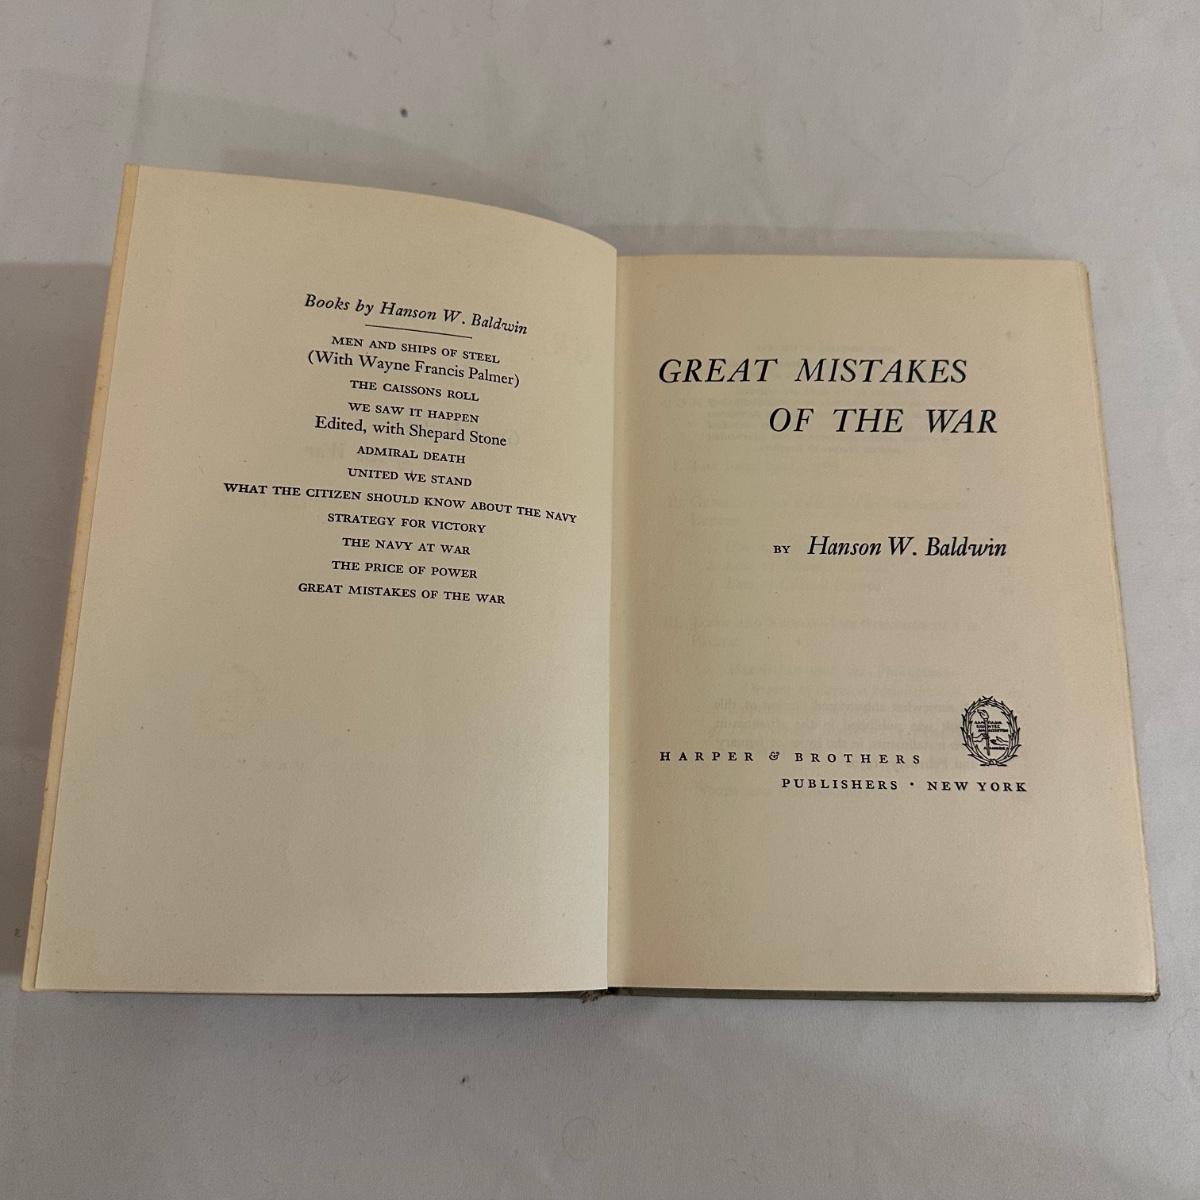 Books by Hanson W. Baldwin
MEN AND SHIPS OF STEEL
(With Wayne Francis Palmer)
THE CAISSONS ROLL
WE SAW IT HAPPEN
Edited, with Shepard Stone
ADMIRAL DEATH
UNITED WE STAND
WHAT THE CITIZEN SHOULD KNOW ABOUT THE NAVY
STRATEGY FOR VICTORY
THE NAVY AT WAR
THE PRICE OF POWER
GREAT MISTAKES OF THE WAR
GREAT MISTAKES
OF THE WAR
BY Hanson W. Baldwin
HARPER & BROTHERS
PUBLISHERS · NEW YORK